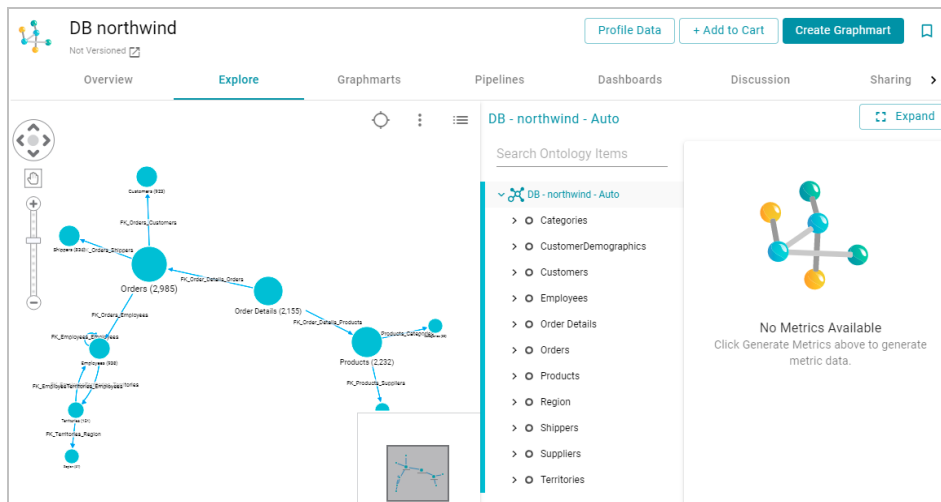 DB northwind
Not Versioned
Profile Data
+ Add to Cart
Create Graphmart
Overview
Explore
Graphmarts
Pipelines
Dashboards
Discussion
Sharing
DB - northwind - Auto
Expand
Search Ontology Items
DB - northwind - Auto
Categories
CustomerDemographics
Customers
Employees
Order Details
Orders
Products
Region
Shippers
Suppliers
Territories
No Metrics Available
Click Generate Metrics above to generate
metric data.
FK_Orders_Customers
FK_Order_Details_Orders
Orders (2,985)
Order Details (2,155)
FK_Orders_Employees
FK_Order_Details_Products
Products (2,232)
FK_Products_Suppliers
FK_Territories_Region